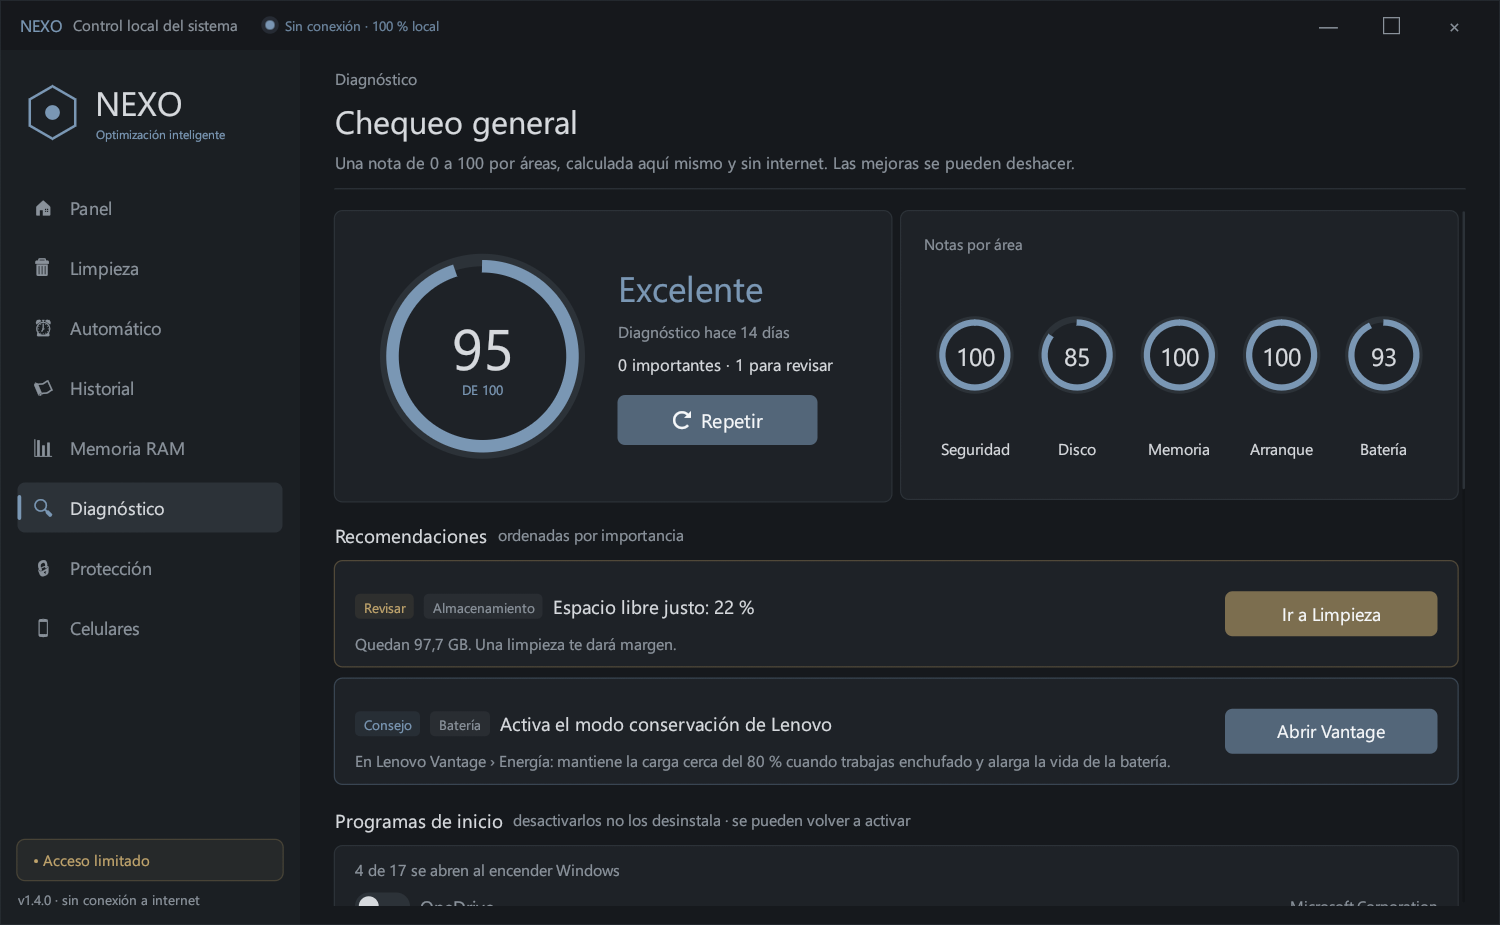 NEXO Control local del sistema Sin conexión · 100 % local
NEXO
Optimización inteligente
Panel
Limpieza
Automático
Historial
Memoria RAM
Diagnóstico
Protección
Celulares
• Acceso limitado
v1.4.0 · sin conexión a internet
Diagnóstico
Chequeo general
Una nota de 0 a 100 por áreas, calculada aquí mismo y sin internet. Las mejoras se pueden deshacer.
95
DE 100
Excelente
Diagnóstico hace 14 días
0 importantes · 1 para revisar
Repetir
Notas por área
100 85 100 100 93
Seguridad Disco Memoria Arranque Batería
Recomendaciones ordenadas por importancia
Revisar Almacenamiento Espacio libre justo: 22 %
Quedan 97,7 GB. Una limpieza te dará margen.
Ir a Limpieza
Consejo Batería Activa el modo conservación de Lenovo
En Lenovo Vantage › Energía: mantiene la carga cerca del 80 % cuando trabajas enchufado y alarga la vida de la batería.
Abrir Vantage
Programas de inicio desactivarlos no los desinstala · se pueden volver a activar
4 de 17 se abren al encender Windows
OneDrive Microsoft Corporation